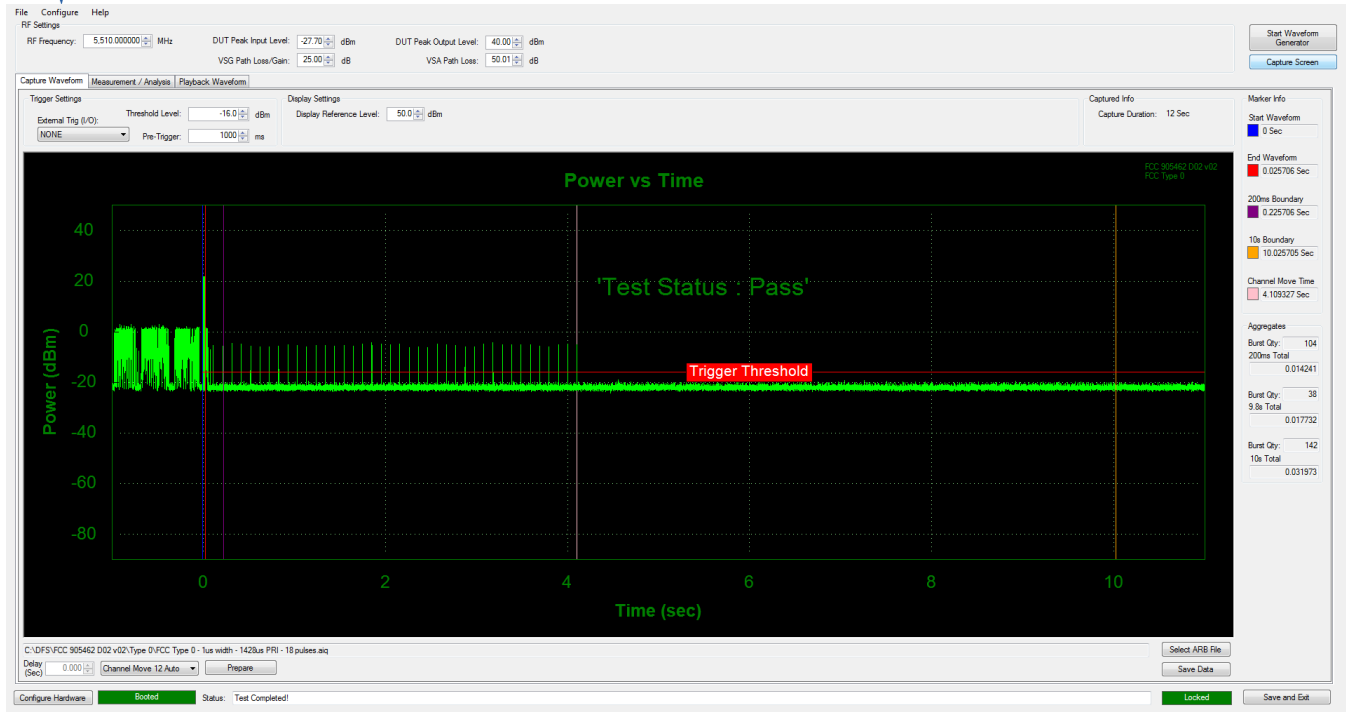 File Configure Help
RF Settings
RF Frequency: 5,510.000000 MHz DUT Peak Input Level: -27.70 dBm DUT Peak Output Level: 40.00 dBm
VSG Path Loss/Gain: 25.00 dB VSA Path Loss: 50.01 dB
Start Waveform Generator
Capture Screen
Capture Waveform Measurement / Analysis Playback Waveform
Trigger Settings
External Trig (I/O):
NONE
Threshold Level: -16.0 dBm
Pre-Trigger: 1000 ms
Display Settings
Display Reference Level: 50.0 dBm
Captured Info
Capture Duration: 12 Sec
Power vs Time
FCC 905462 D02 v02
FCC Type 0
'Test Status : Pass'
Trigger Threshold
Power (dBm)
40
20
0
-20
-40
-60
-80
0 2 4 6 8 10
Time (sec)
Marker Info
Start Waveform
0 Sec
End Waveform
0.025706 Sec
200ms Boundary
0.225706 Sec
10s Boundary
10.025705 Sec
Channel Move Time
4.109327 Sec
Aggregates
Burst Qty: 104
200ms Total
0.014241
Burst Qty: 38
9.8s Total
0.017732
Burst Qty: 142
10s Total
0.031973
C:\DFS\FCC 905462 D02 v02\Type 0\FCC Type 0 - 1us width - 1428us PRI - 18 pulses.aiq
Select ARB File
Delay (Sec) 0.000 Channel Move 12 Auto Prepare
Save Data
Configure Hardware Booted Status: Test Completed! Locked Save and Exit